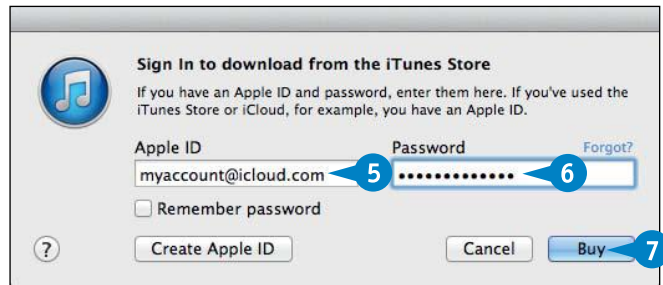 Sign In to download from the iTunes Store
If you have an Apple ID and password, enter them here. If you've used the
iTunes Store or iCloud, for example, you have an Apple ID.
Apple ID Password Forgot?
myaccount@icloud.com 5 ••••••••••••• 6
Remember password
? Create Apple ID Cancel Buy 7